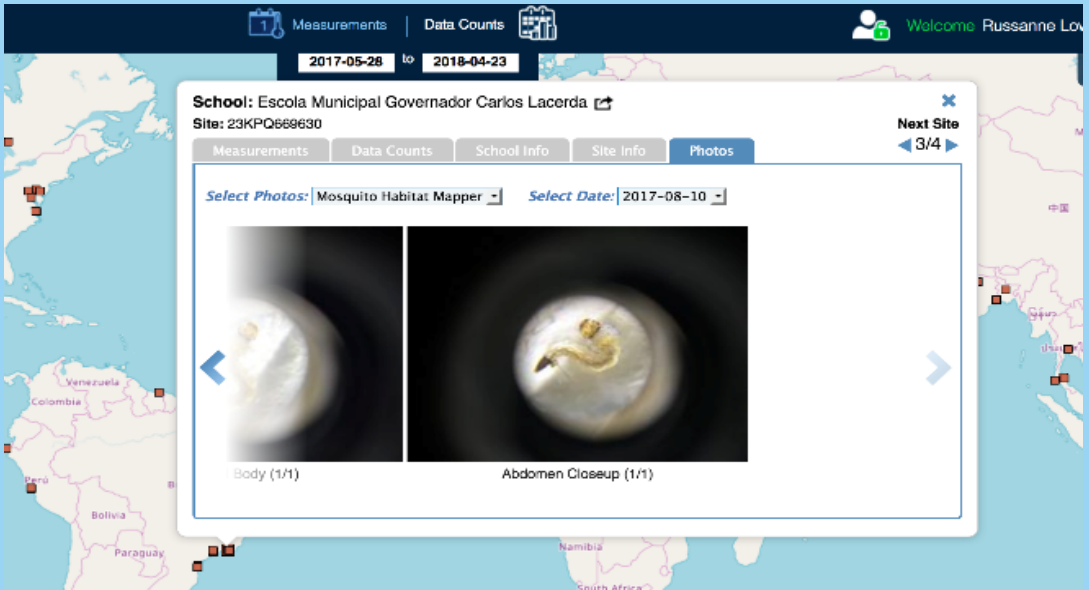 1 Measurements | Data Counts
Welcome Russanne Lov
2017-05-28 to 2018-04-23
School: Escola Municipal Governador Carlos Lacerda
Site: 23KPQ669630
Next Site
3/4
Measurements Data Counts School Info Site Info Photos
Select Photos: Mosquito Habitat Mapper Select Date: 2017-08-10
Body (1/1)
Abdomen Closeup (1/1)
Venezuela
Colombia
Perú
Bolivia
Paraguay
Namibia
South Africa
中国